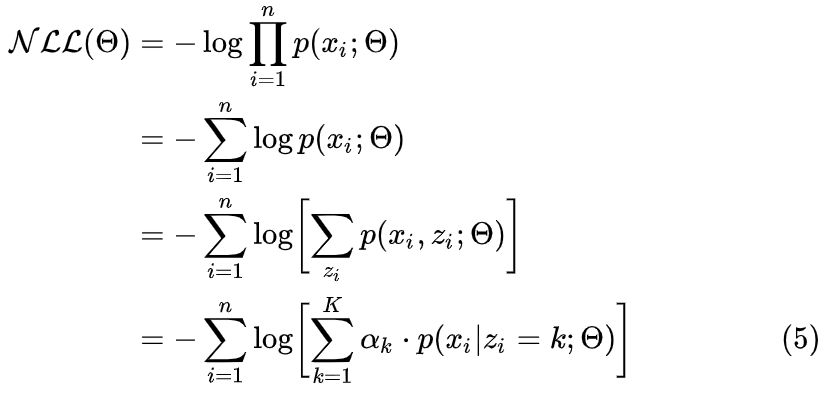 𝒩ℒℒ(Θ) = − log ∏_{i=1}^{n} p(x_i; Θ)
= − ∑_{i=1}^{n} log p(x_i; Θ)
= − ∑_{i=1}^{n} log[∑_{z_i} p(x_i, z_i; Θ)]
= − ∑_{i=1}^{n} log[∑_{k=1}^{K} α_k · p(x_i|z_i = k; Θ)] (5)